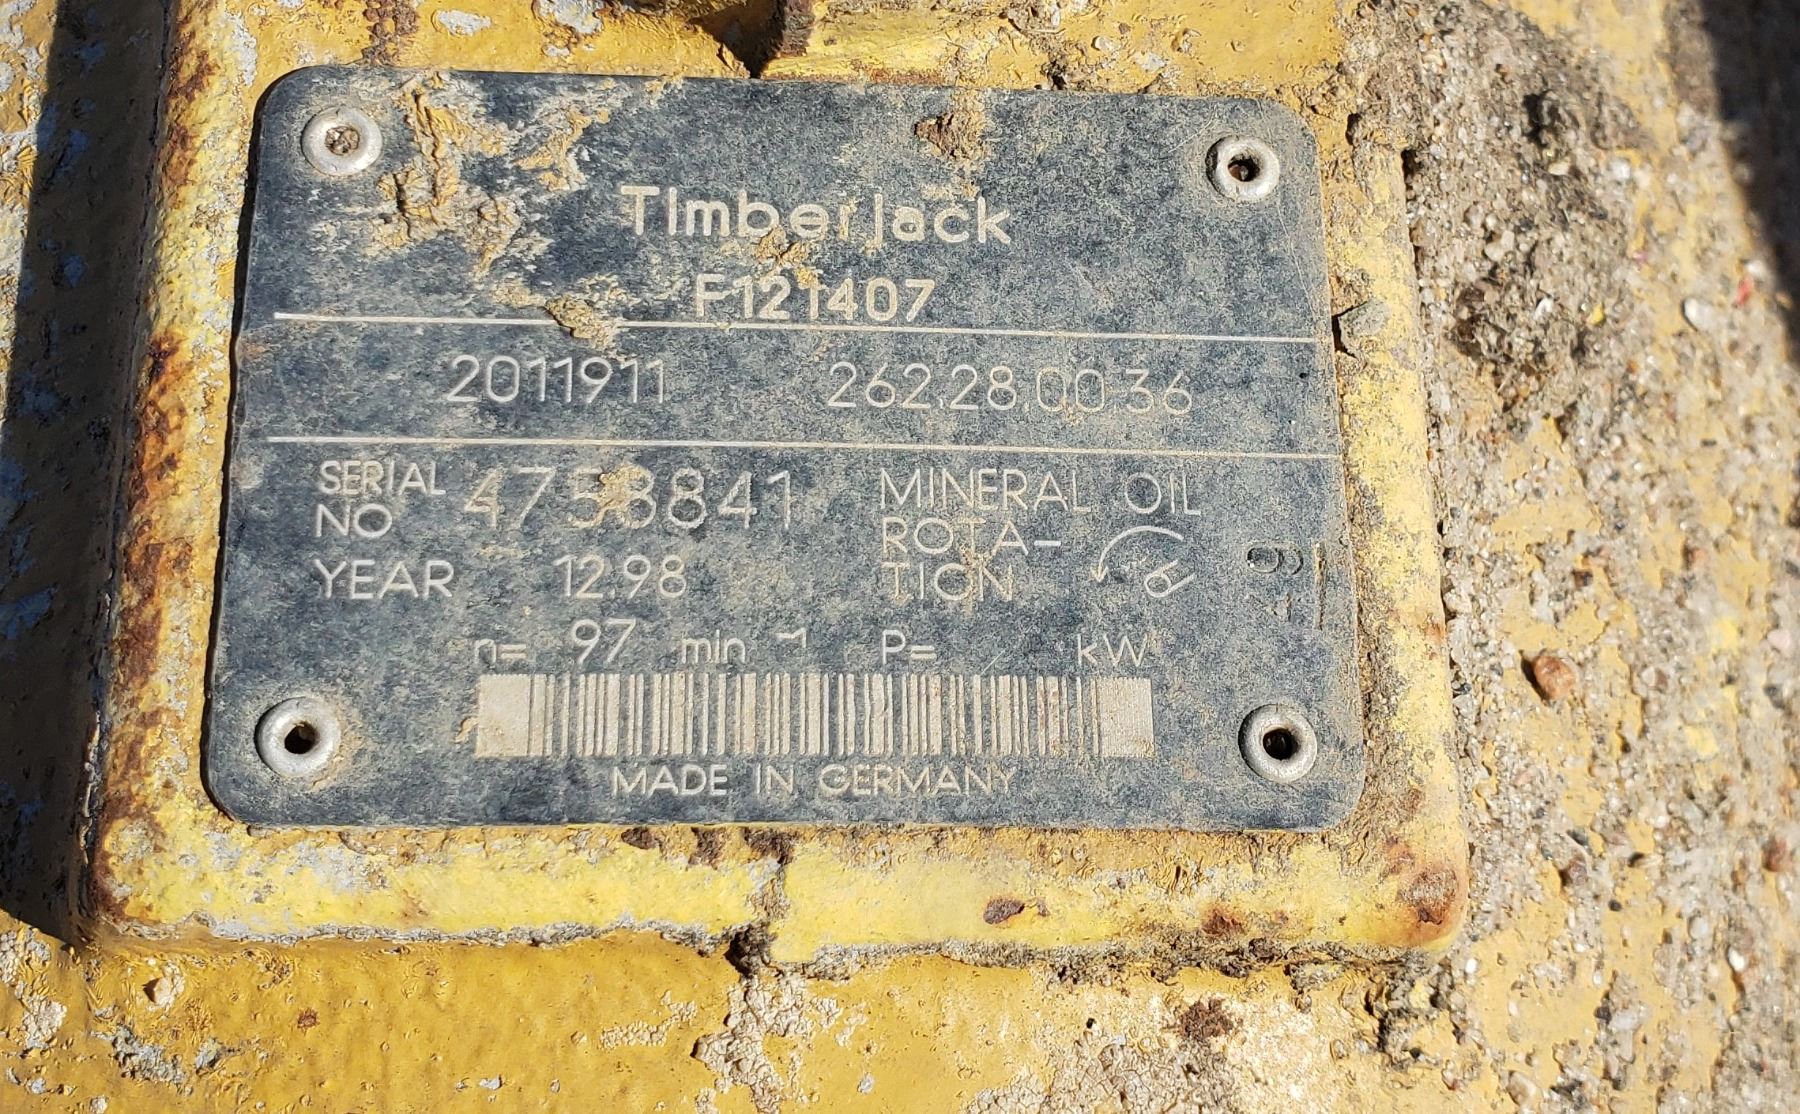 Timberjack
F121407
2011911 262.28.00.36
SERIAL NO 4758841 MINERAL OIL
YEAR 12.98 ROTA-
TION
n= 97 min ⁻¹ P= kW
49
MADE IN GERMANY